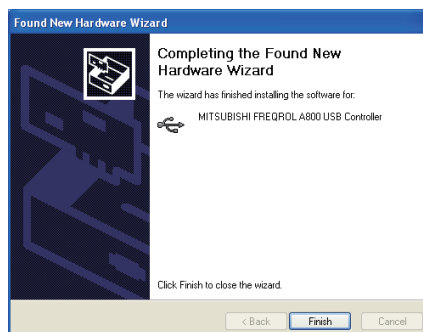 Found New Hardware Wizard
Completing the Found New
Hardware Wizard
The wizard has finished installing the software for:
MITSUBISHI FREQROL A800 USB Controller
Click Finish to close the wizard.
< Back
Finish
Cancel